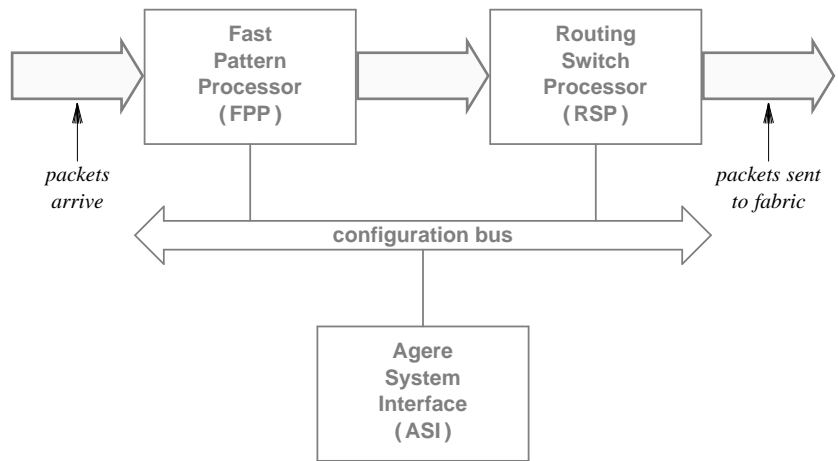 Fast
Pattern
Processor
( FPP )
Routing
Switch
Processor
( RSP )
packets
arrive
packets sent
to fabric
configuration bus
Agere
System
Interface
( ASI )